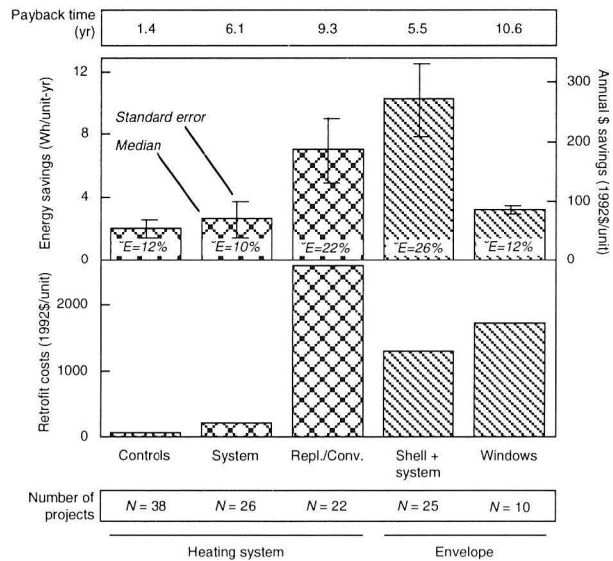 Payback time
(yr)
1.4 6.1 9.3 5.5 10.6
Energy savings (Wh/unit-yr)
12
8
4
0
Standard error
Median
˘E=12% ˘E=10% ˘E=22% ˘E=26% ˘E=12%
300
200
100
0
Annual $ savings (1992$/unit)
Retrofit costs (1992$/unit)
2000
1000
0
Controls System Repl./Conv. Shell + Windows
system
Number of
projects
N = 38 N = 26 N = 22 N = 25 N = 10
Heating system Envelope